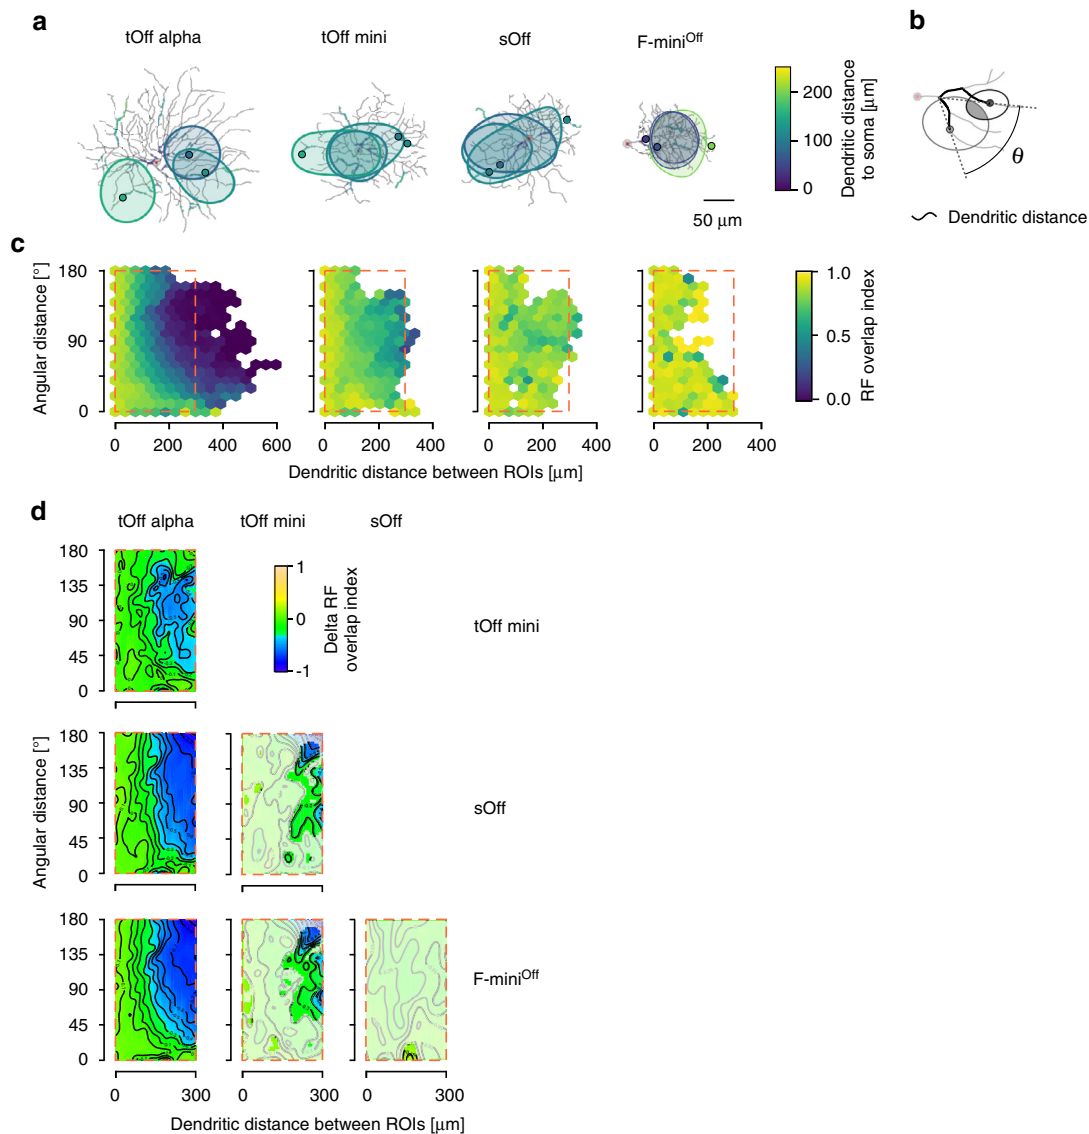 a
b
tOff alpha
tOff mini
sOff
F-mini^Off
Dendritic distance
to soma [μm]
200
100
0
50 μm
θ
Dendritic distance
c
Angular distance [°]
180
90
0
0 200 400 600
0 200 400
0 200 400
0 200 400
Dendritic distance between ROIs [μm]
1.0
0.5
0.0
RF overlap index
d
tOff alpha
tOff mini
sOff
180
135
90
45
0
1
0
-1
Delta RF
overlap index
tOff mini
Angular distance [°]
180
135
90
45
0
sOff
180
135
90
45
0
F-mini^Off
0 300
0 300
0 300
Dendritic distance between ROIs [μm]